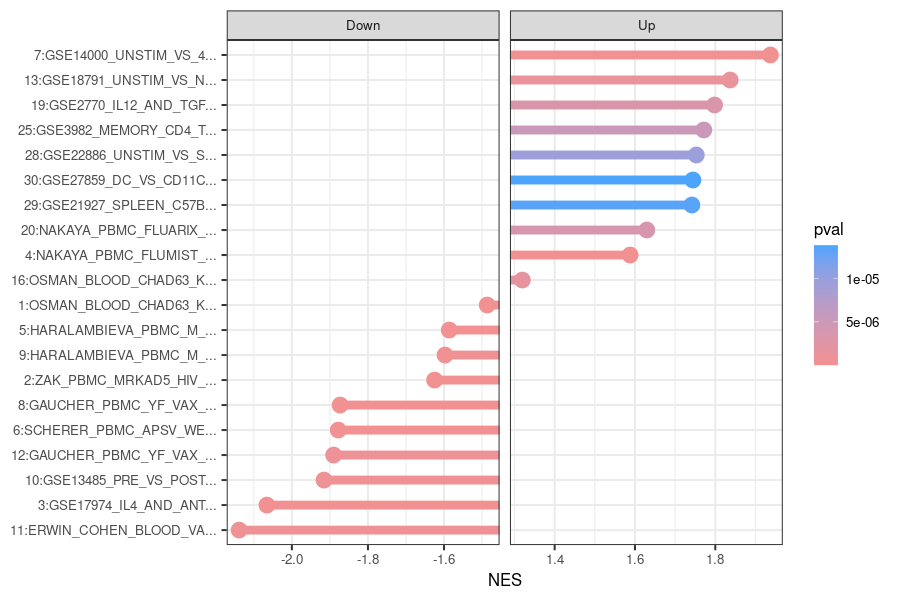 Down
Up
7:GSE14000_UNSTIM_VS_4...
13:GSE18791_UNSTIM_VS_N...
19:GSE2770_IL12_AND_TGF...
25:GSE3982_MEMORY_CD4_T...
28:GSE22886_UNSTIM_VS_S...
30:GSE27859_DC_VS_CD11C...
29:GSE21927_SPLEEN_C57B...
20:NAKAYA_PBMC_FLUARIX_...
4:NAKAYA_PBMC_FLUMIST_...
16:OSMAN_BLOOD_CHAD63_K...
1:OSMAN_BLOOD_CHAD63_K...
5:HARALAMBIEVA_PBMC_M_...
9:HARALAMBIEVA_PBMC_M_...
2:ZAK_PBMC_MRKAD5_HIV_...
8:GAUCHER_PBMC_YF_VAX_...
6:SCHERER_PBMC_APSV_WE...
12:GAUCHER_PBMC_YF_VAX_...
10:GSE13485_PRE_VS_POST...
3:GSE17974_IL4_AND_ANT...
11:ERWIN_COHEN_BLOOD_VA...
-2.0 -1.8 -1.6 1.4 1.6 1.8
NES
pval
1e-05
5e-06